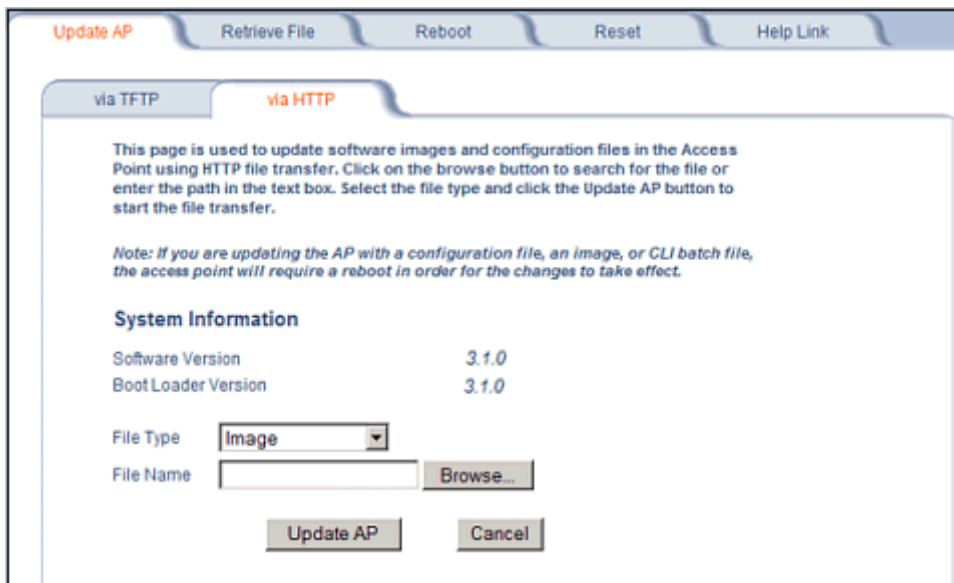 Update AP Retrieve File Reboot Reset Help Link
via TFTP via HTTP
This page is used to update software images and configuration files in the Access
Point using HTTP file transfer. Click on the browse button to search for the file or
enter the path in the text box. Select the file type and click the Update AP button to
start the file transfer.
Note: If you are updating the AP with a configuration file, an image, or CLI batch file,
the access point will require a reboot in order for the changes to take effect.
System Information
Software Version 3.1.0
Boot Loader Version 3.1.0
File Type Image
File Name Browse...
Update AP Cancel